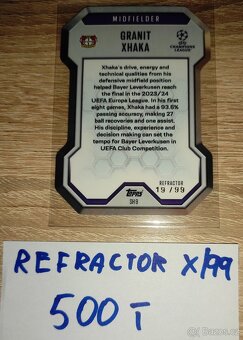 MIDFIELDER
GRANIT
XHAKA
CHAMPIONS
LEAGUE
Xhaka's drive, energy and
technical qualities from his
defensive midfield position
helped Bayer Leverkusen reach
the final of the 2023/24
UEFA Europa League. In his first
eight games, Xhaka had a 93.6%
passing accuracy, making 27
ball recoveries and one assist.
His discipline, experience and
decision making can set the
tempo for Bayer Leverkusen in
UEFA Club Competition.
REFRACTOR
19/99
Topps
REFRACTOR X/99
500 T
Bazoš.cz